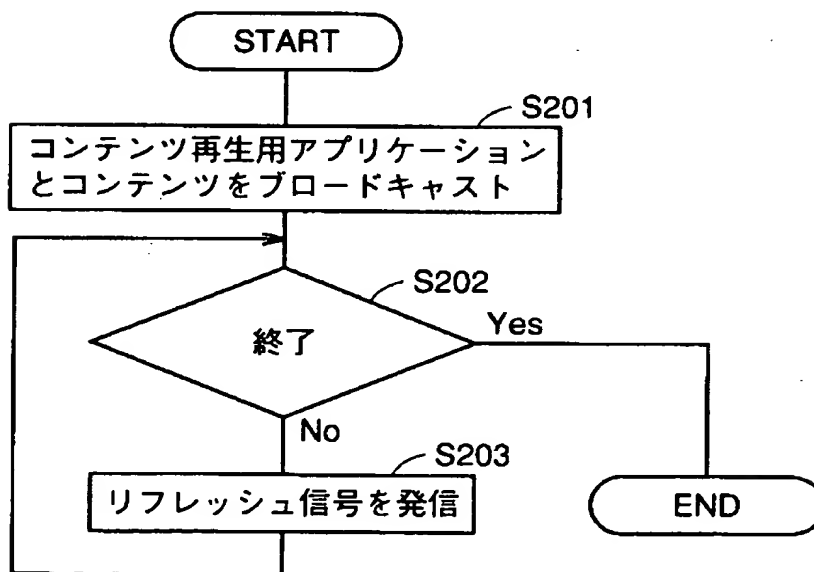 START
S201
コンテンツ再生用アプリケーション
とコンテンツをブロードキャスト
S202
終了
Yes
No
S203
リフレッシュ信号を発信
END